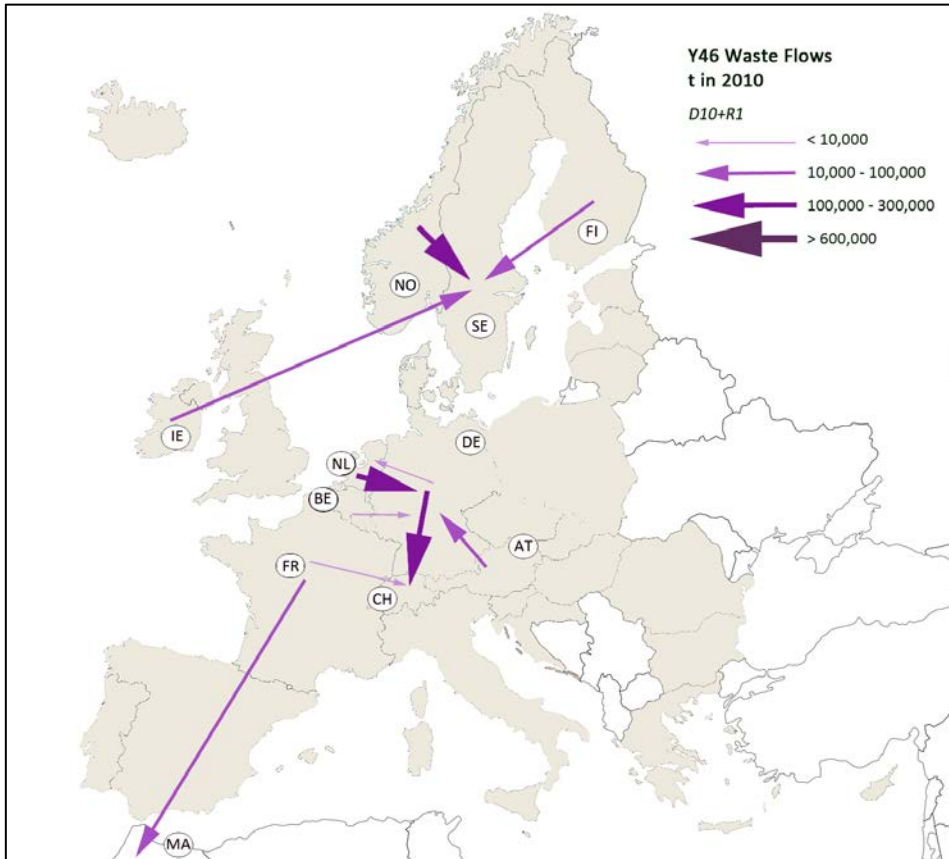 Y46 Waste Flows
t in 2010
D10+R1
< 10,000
10,000 - 100,000
100,000 - 300,000
> 600,000
FI
NO
SE
IE
DE
NL
BE
AT
FR
CH
MA